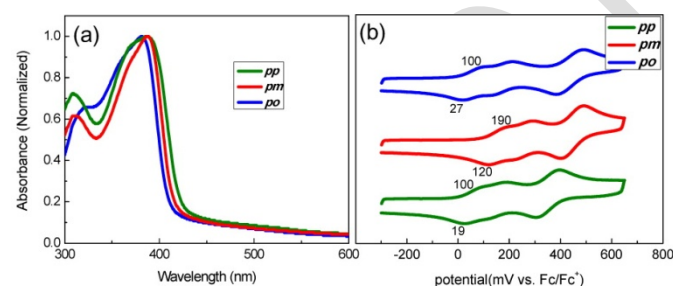 (a)
pp
pm
po
Absorbance (Normalized)
1.0
0.8
0.6
0.4
0.2
0.0
300
400
500
600
Wavelength (nm)
(b)
po
pm
pp
100
27
190
120
100
19
-200
0
200
400
600
800
potential(mV vs. Fc/Fc⁺)